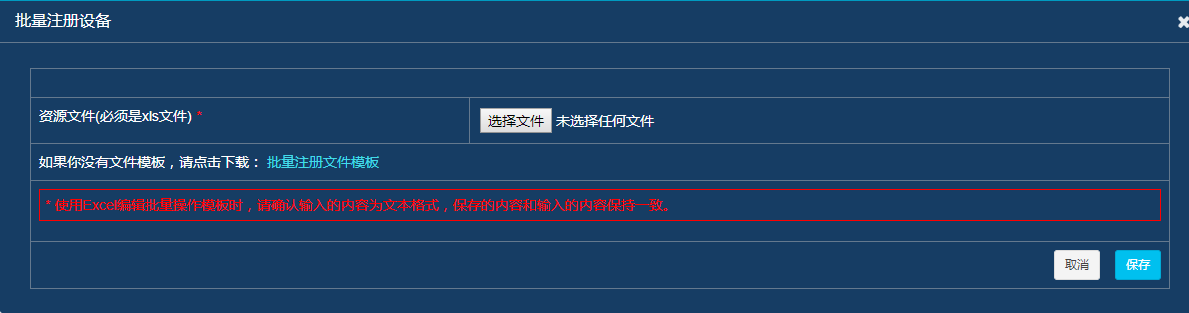 批量注册设备
资源文件(必须是xls文件) *
选择文件 未选择任何文件
如果你没有文件模板，请点击下载： 批量注册文件模板
* 使用Excel编辑批量操作模板时，请确认输入的内容为文本格式，保存的内容和输入的内容保持一致。
取消 保存